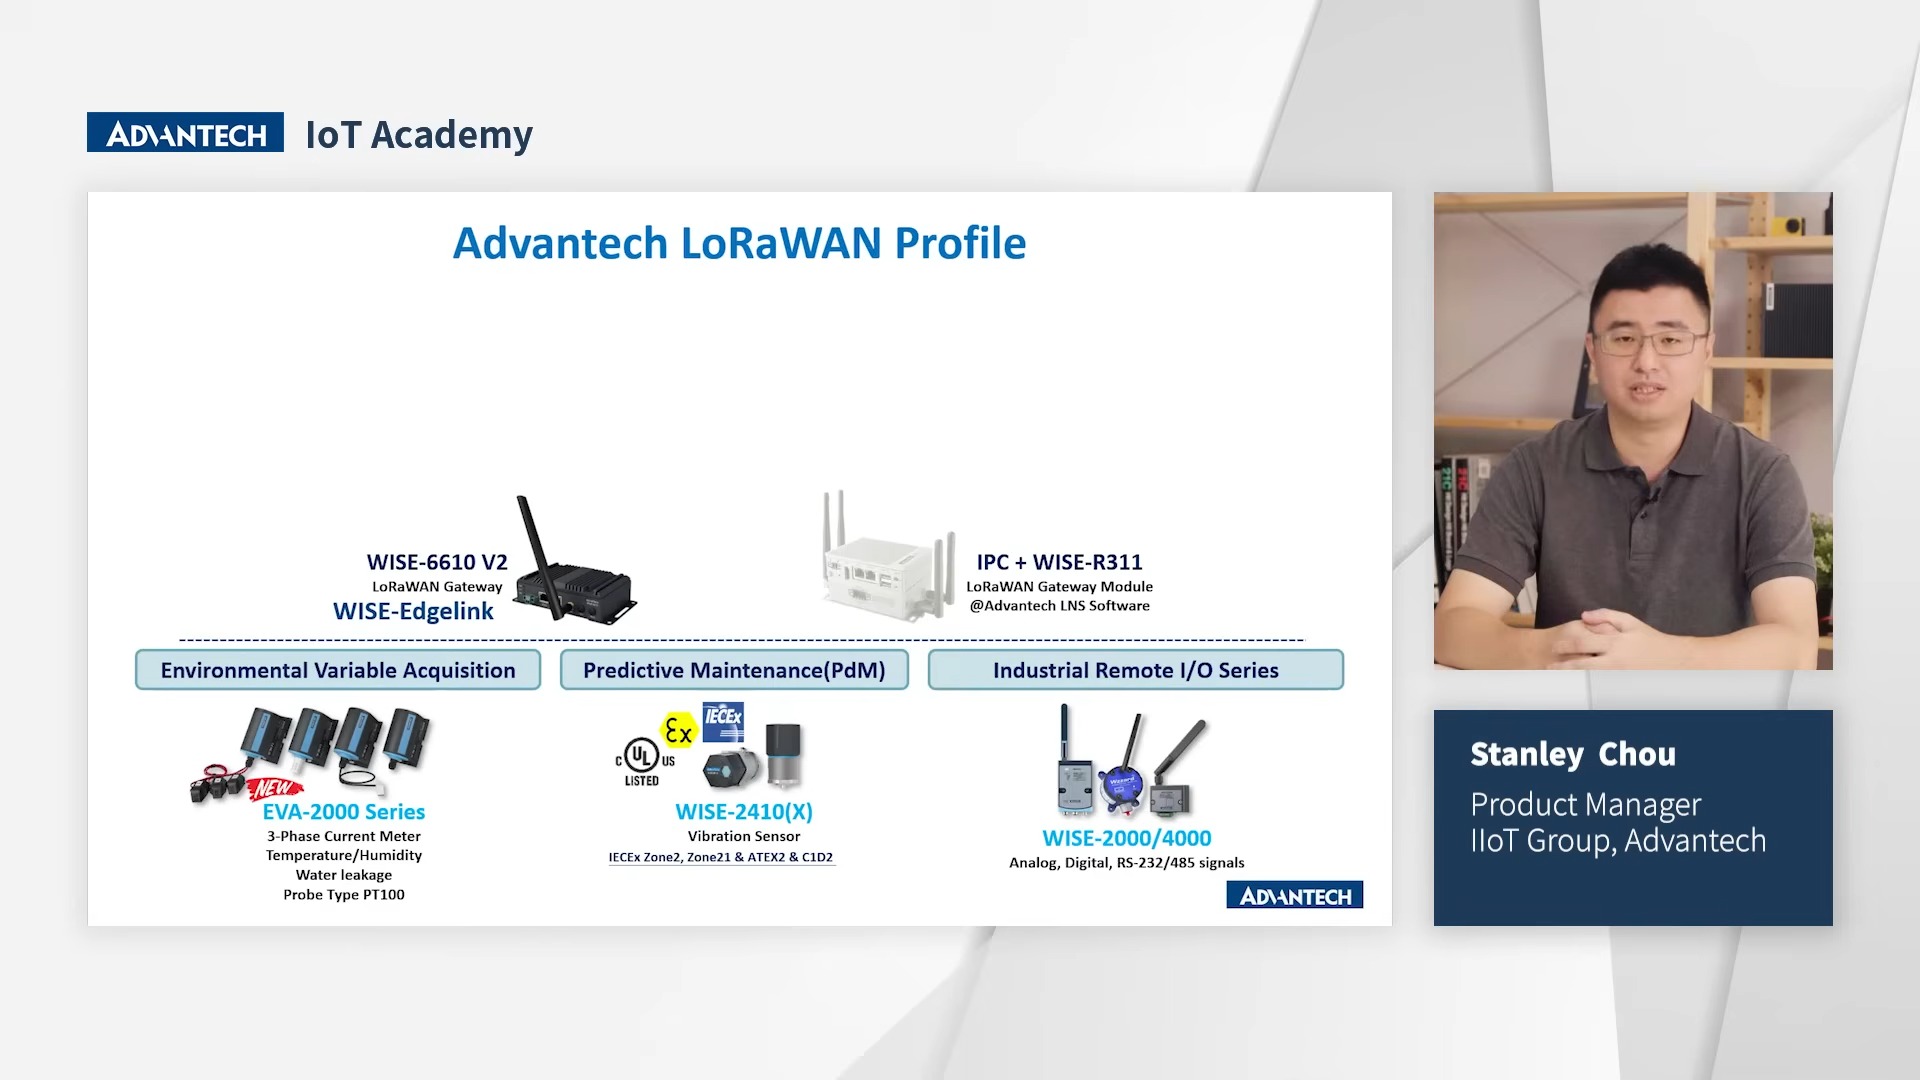 ADVANTECH IoT Academy
Advantech LoRaWAN Profile
WISE-6610 V2
LoRaWAN Gateway
WISE-Edgelink
IPC + WISE-R311
LoRaWAN Gateway Module
@Advantech LNS Software
Environmental Variable Acquisition
Predictive Maintenance(PdM)
Industrial Remote I/O Series
NEW
EVA-2000 Series
3-Phase Current Meter
Temperature/Humidity
Water leakage
Probe Type PT100
C UL US
LISTED
Ex
IECEx
WISE-2410(X)
Vibration Sensor
IECEx Zone2, Zone21 & ATEX2 & C1D2
WISE-2000/4000
Analog, Digital, RS-232/485 signals
ADVANTECH
Stanley Chou
Product Manager
IIoT Group, Advantech